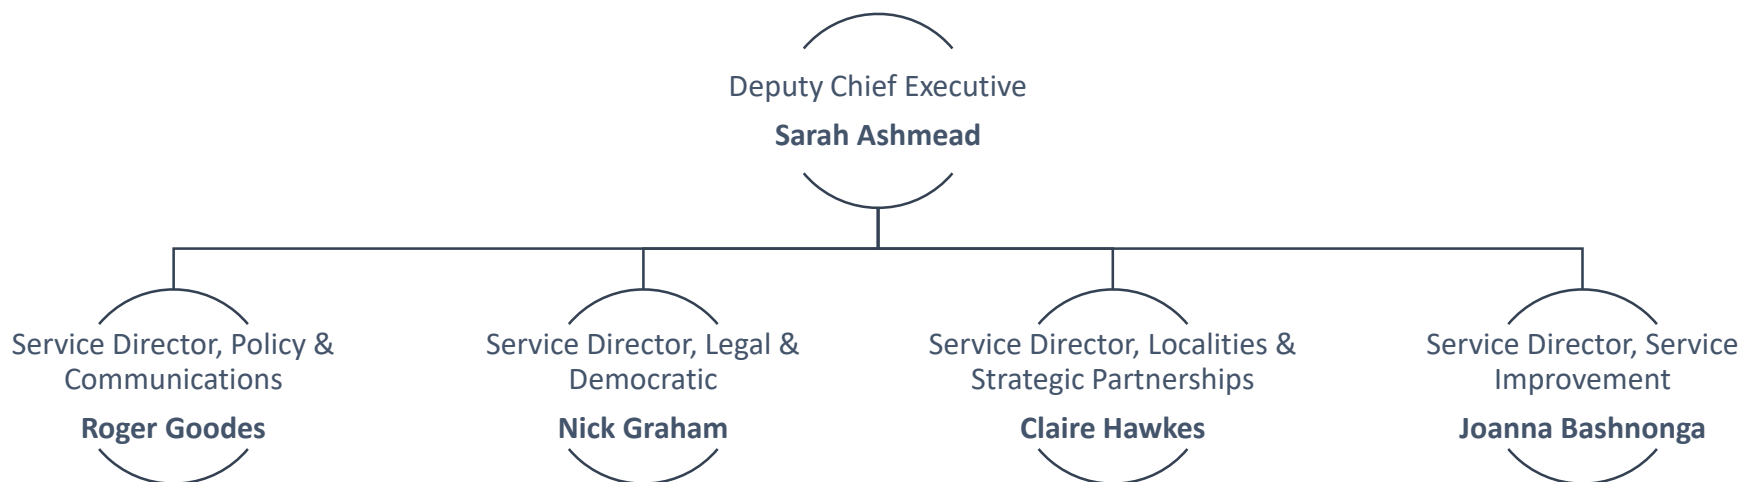 Deputy Chief Executive
Sarah Ashmead
Service Director, Policy &
Communications
Roger Goodes
Service Director, Legal &
Democratic
Nick Graham
Service Director, Localities &
Strategic Partnerships
Claire Hawkes
Service Director, Service
Improvement
Joanna Bashnonga